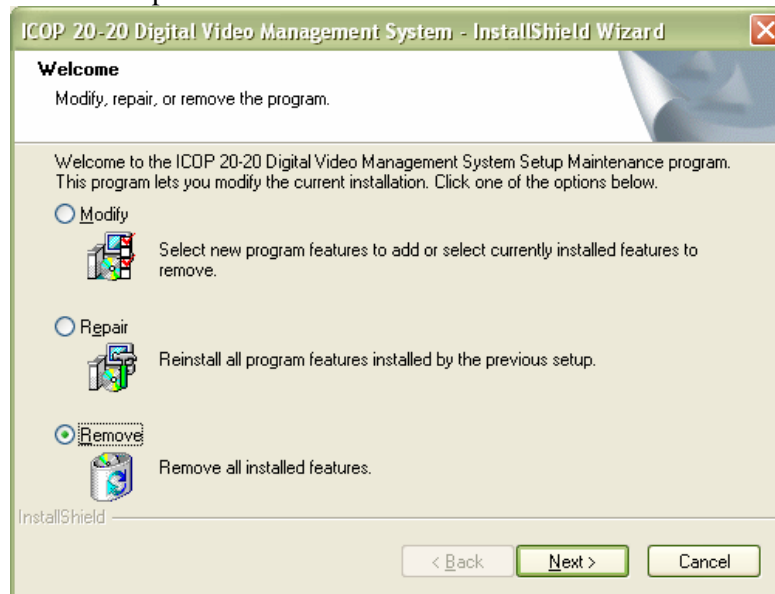 ICOP 20-20 Digital Video Management System - InstallShield Wizard
Welcome
Modify, repair, or remove the program.
Welcome to the ICOP 20-20 Digital Video Management System Setup Maintenance program.
This program lets you modify the current installation. Click one of the options below.
Modify
Select new program features to add or select currently installed features to
remove.
Repair
Reinstall all program features installed by the previous setup.
Remove
Remove all installed features.
InstallShield
< Back
Next >
Cancel